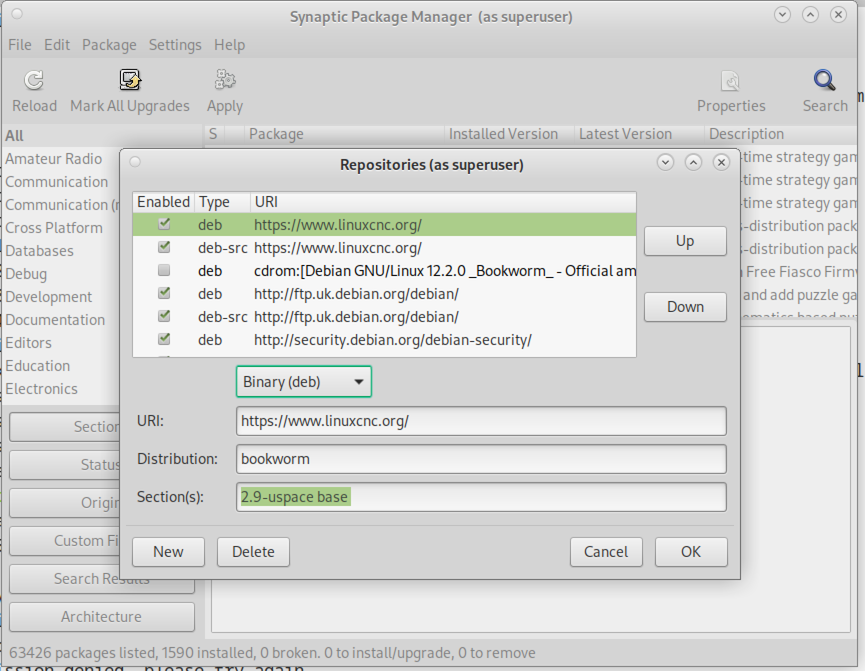 Synaptic Package Manager (as superuser)
File Edit Package Settings Help
Reload Mark All Upgrades Apply Properties Search
All S Package Installed Version Latest Version Description
Amateur Radio
Communication
Communication (
Cross Platform
Databases
Debug
Development
Documentation
Editors
Education
Electronics
-time strategy gam
-time strategy gam
-time strategy gam
s-distribution pack
s-distribution pack
Free Fiasco Firmv
and add puzzle ga
Repositories (as superuser)
Enabled Type URI
deb https://www.linuxcnc.org/
deb-src https://www.linuxcnc.org/
deb cdrom:[Debian GNU/Linux 12.2.0 _Bookworm_ - Official am
deb http://ftp.uk.debian.org/debian/
deb-src http://ftp.uk.debian.org/debian/
deb http://security.debian.org/debian-security/
Up
Down
Binary (deb)
URI: https://www.linuxcnc.org/
Distribution: bookworm
Section(s): 2.9-uspace base
New Delete Cancel OK
Section
Status
Origin
Custom Fi
Search Results
Architecture
63426 packages listed, 1590 installed, 0 broken. 0 to install/upgrade, 0 to remove
ssion denied, please try again